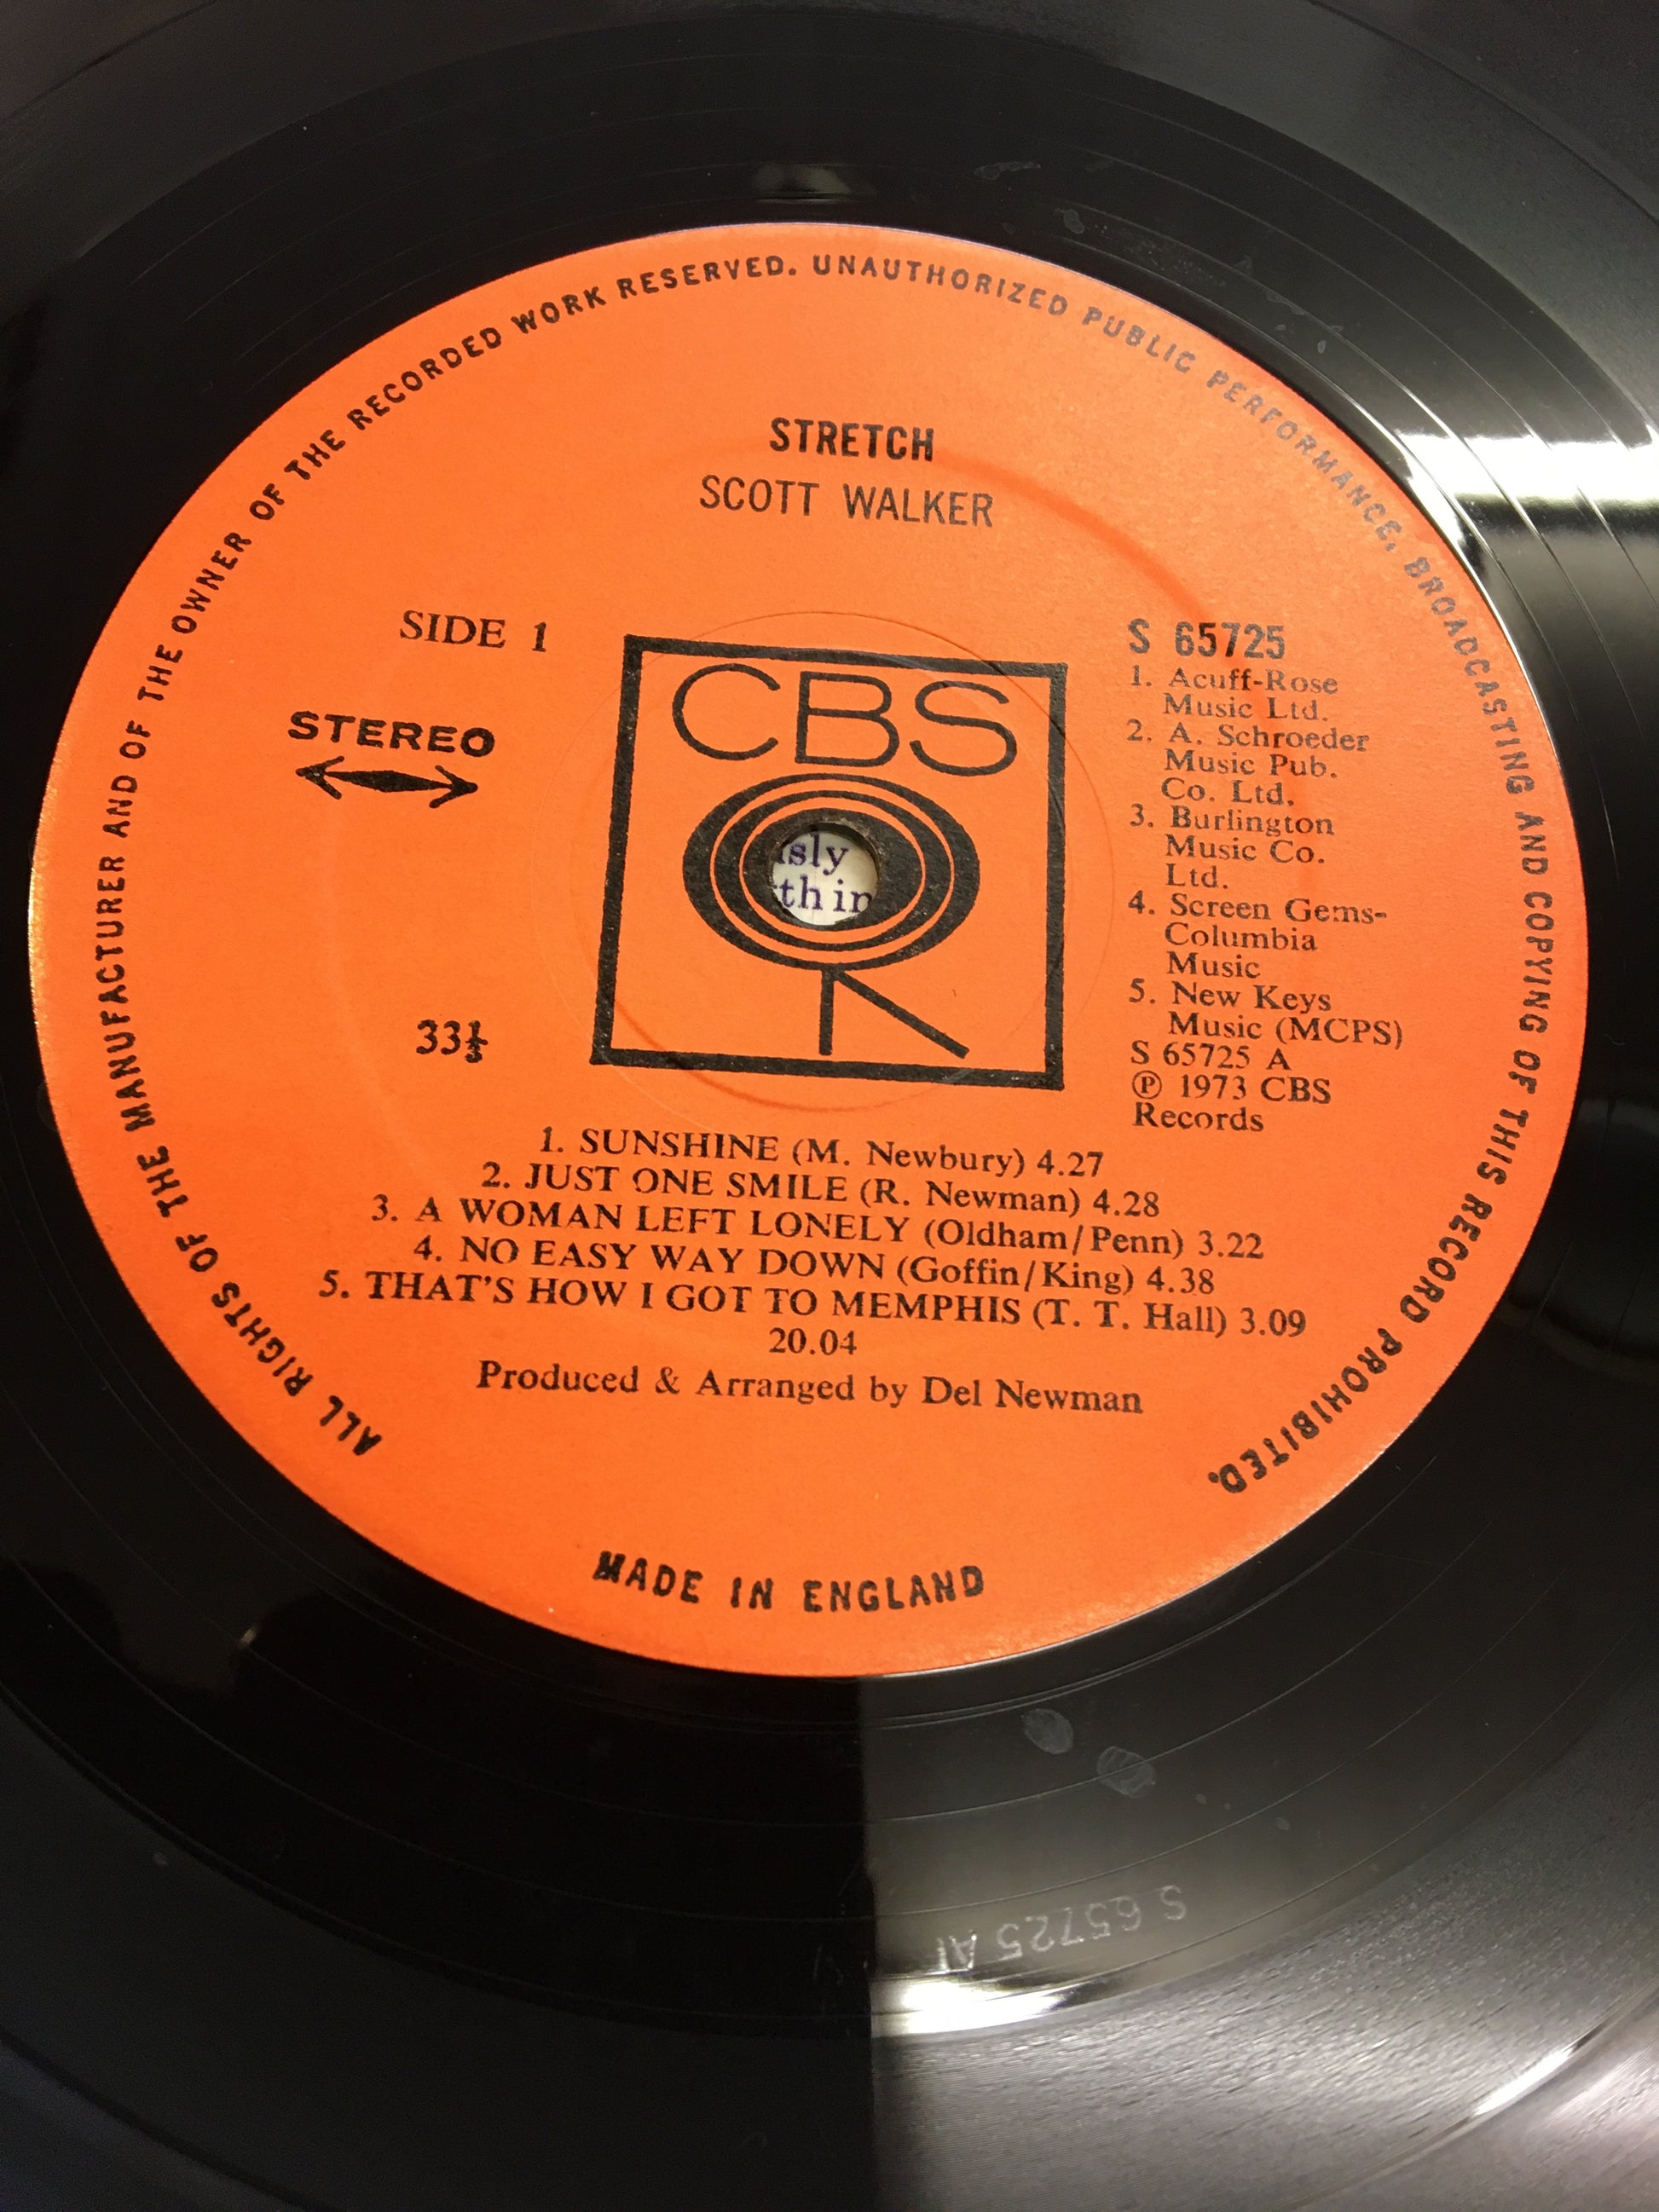 ALL RIGHTS OF THE MANUFACTURER AND OF THE OWNER OF THE RECORDED WORK RESERVED. UNAUTHORIZED PUBLIC PERFORMANCE, BROADCASTING AND COPYING OF THIS RECORD PROHIBITED.
STRETCH
SCOTT WALKER
SIDE 1
STEREO
33⅓
CBS
sly
thin
S 65725
1. Acuff-Rose
Music Ltd.
2. A. Schroeder
Music Pub.
Co. Ltd.
3. Burlington
Music Co.
Ltd.
4. Screen Gems-
Columbia
Music
5. New Keys
Music (MCPS)
S 65725 A
℗ 1973 CBS
Records
1. SUNSHINE (M. Newbury) 4.27
2. JUST ONE SMILE (R. Newman) 4.28
3. A WOMAN LEFT LONELY (Oldham/Penn) 3.22
4. NO EASY WAY DOWN (Goffin/King) 4.38
5. THAT'S HOW I GOT TO MEMPHIS (T. T. Hall) 3.09
20.04
Produced & Arranged by Del Newman
MADE IN ENGLAND
S 65725 A1